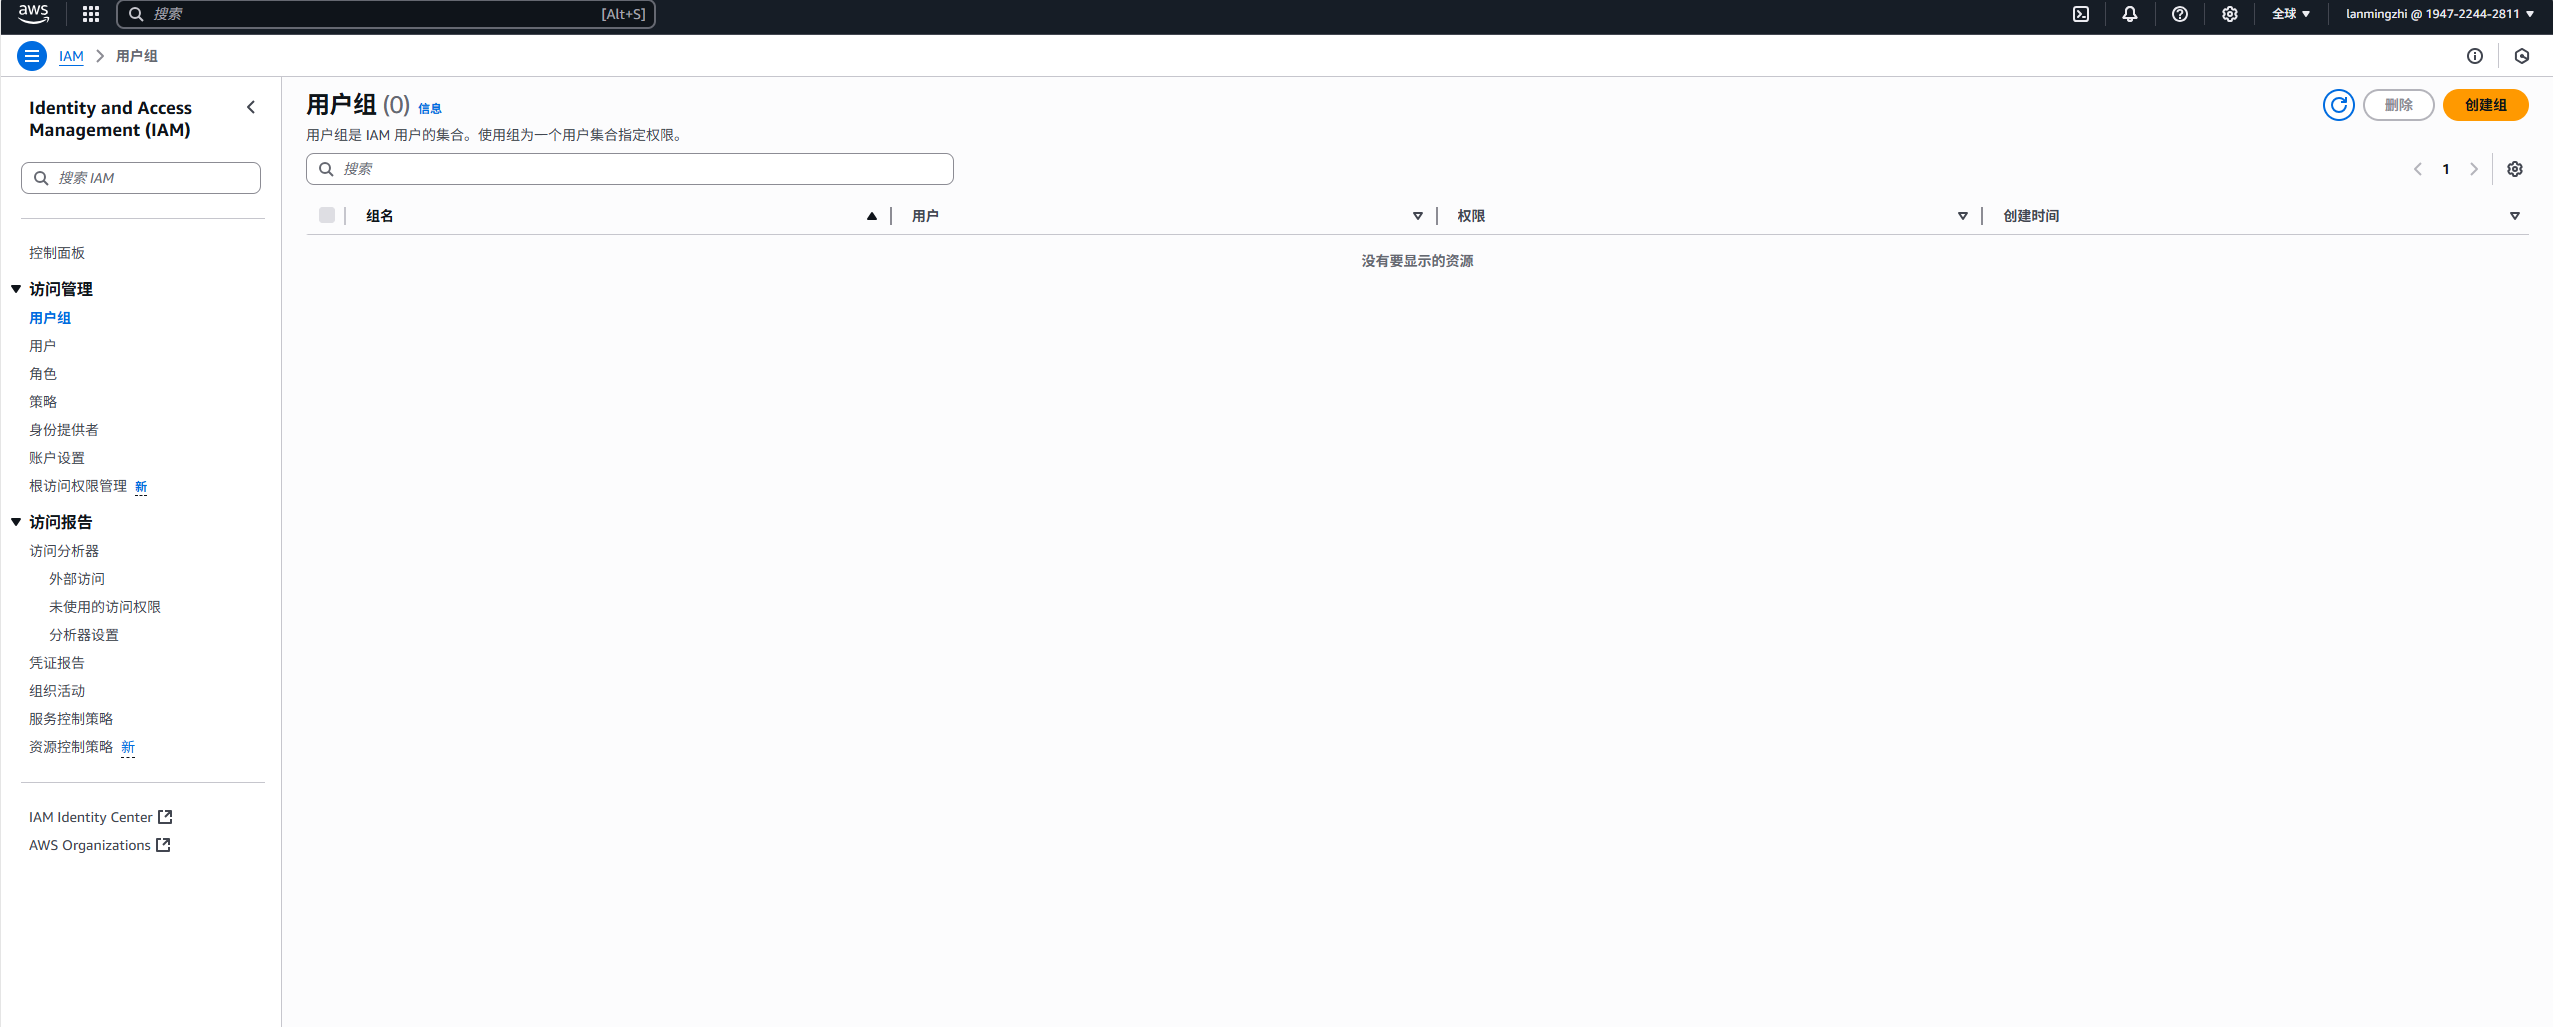 aws
搜索 [Alt+S]
全球
lanmingzhi @ 1947-2244-2811
IAM
用户组
Identity and Access Management (IAM)
搜索 IAM
控制面板
访问管理
用户组
用户
角色
策略
身份提供者
账户设置
根访问权限管理 新
访问报告
访问分析器
外部访问
未使用的访问权限
分析器设置
凭证报告
组织活动
服务控制策略
资源控制策略 新
IAM Identity Center
AWS Organizations
用户组 (0) 信息
用户组是 IAM 用户的集合。使用组为一个用户集合指定权限。
删除
创建组
搜索
1
组名 用户 权限 创建时间
没有要显示的资源